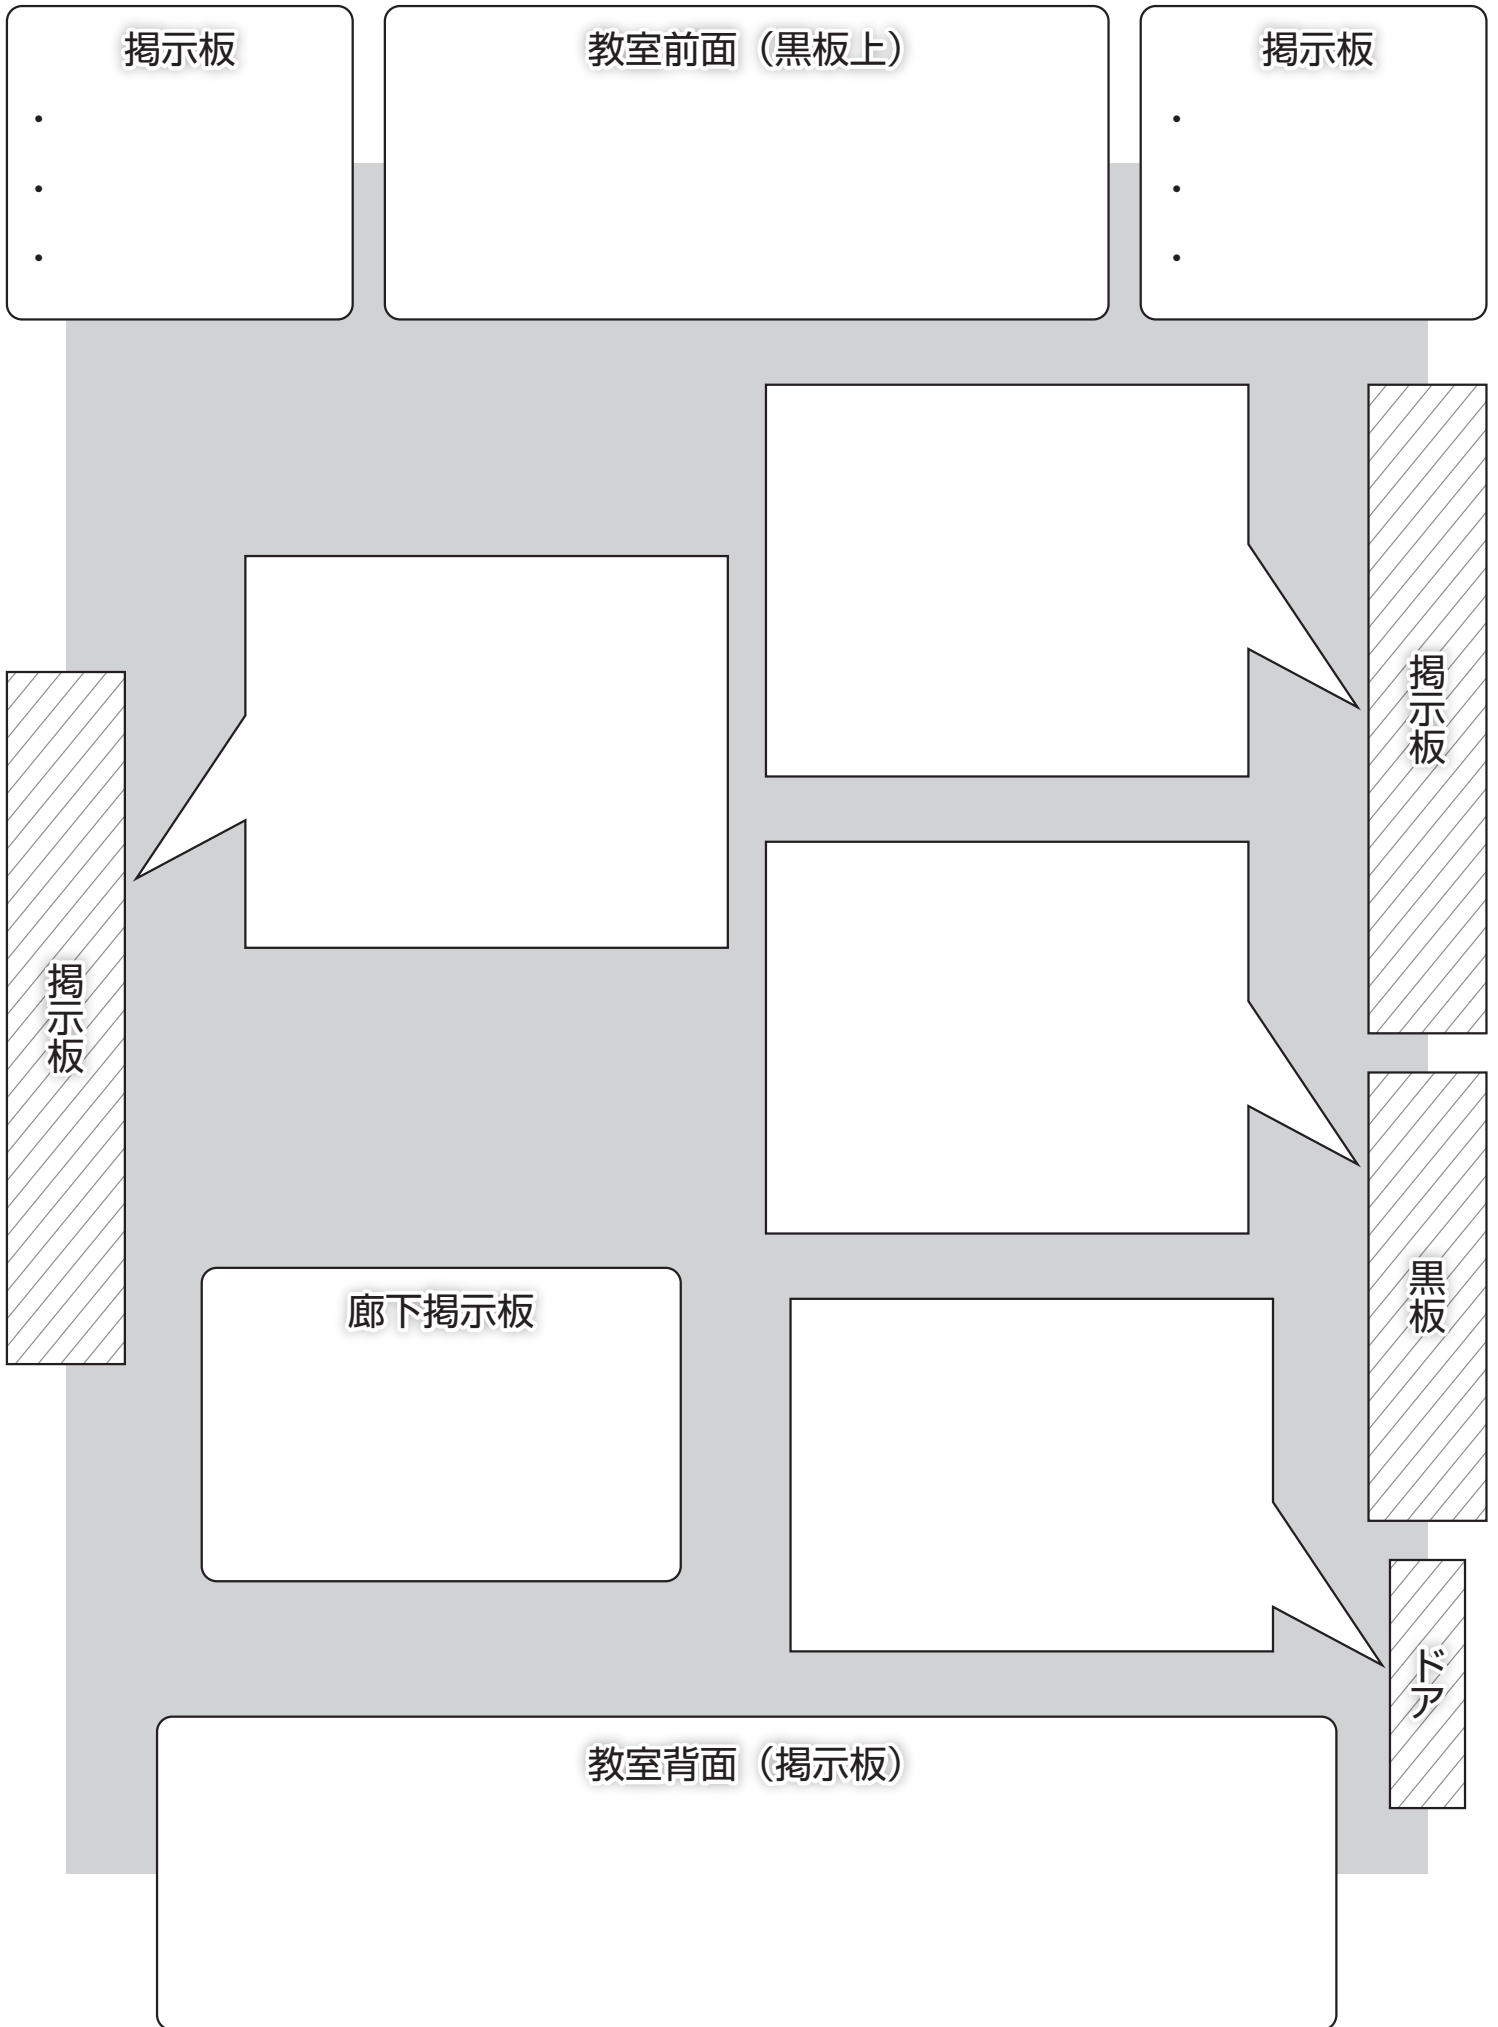 掲示板
・
・
・
教室前面（黒板上）
掲示板
・
・
・
掲示板
掲示板
黒板
廊下掲示板
ドア
教室背面（掲示板）